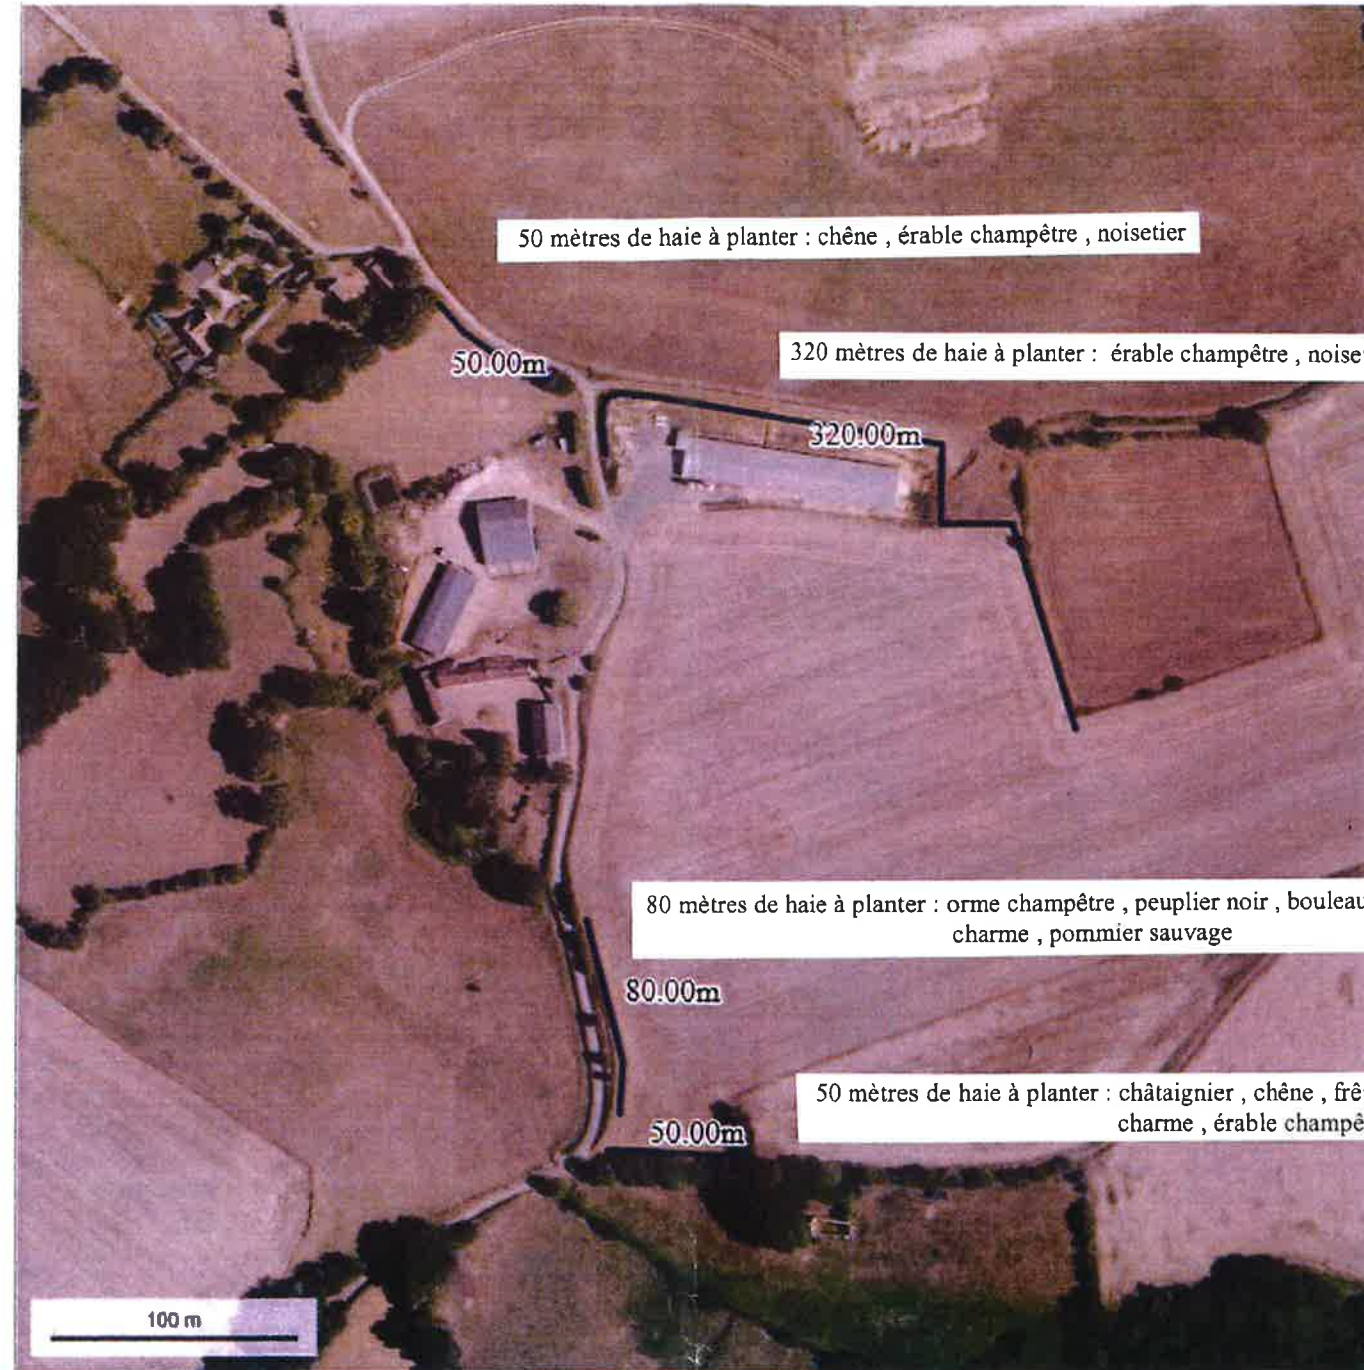 50 mètres de haie à planter : chêne , érable champêtre , noisetier
320 mètres de haie à planter : érable champêtre , noise
50.00m
320.00m
80 mètres de haie à planter : orme champêtre , peuplier noir , bouleau
charme , pommier sauvage
80.00m
50 mètres de haie à planter : châtaignier , chêne , frê
charme , érable champê
50.00m
100 m